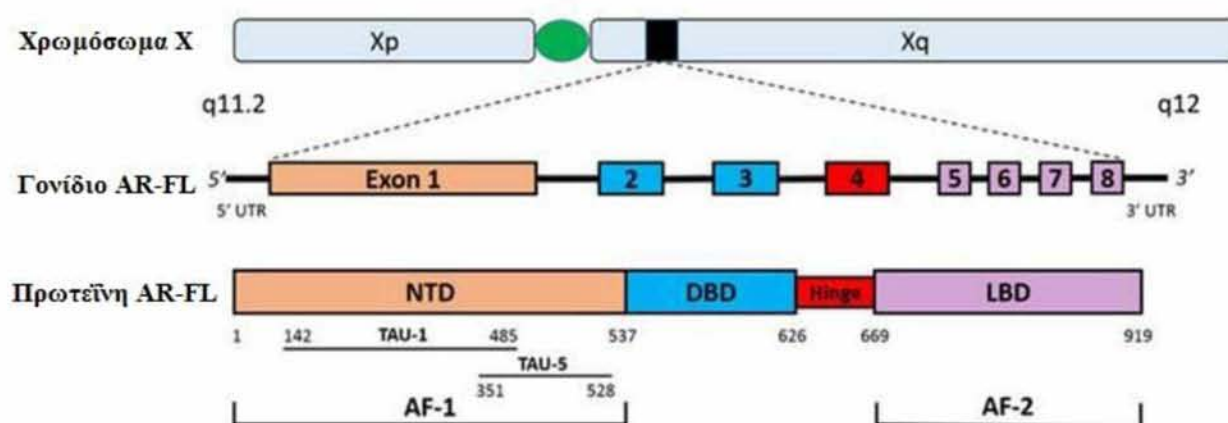 Χρωμόσωμα X Xp Xq
q11.2 q12
Γονίδιο AR-FL 5′ Exon 1 2 3 4 5 6 7 8 3′
5′ UTR 3′ UTR
Πρωτεΐνη AR-FL NTD DBD Hinge LBD
1 142 TAU-1 485 537 626 669 919
TAU-5
351 528
AF-1 AF-2